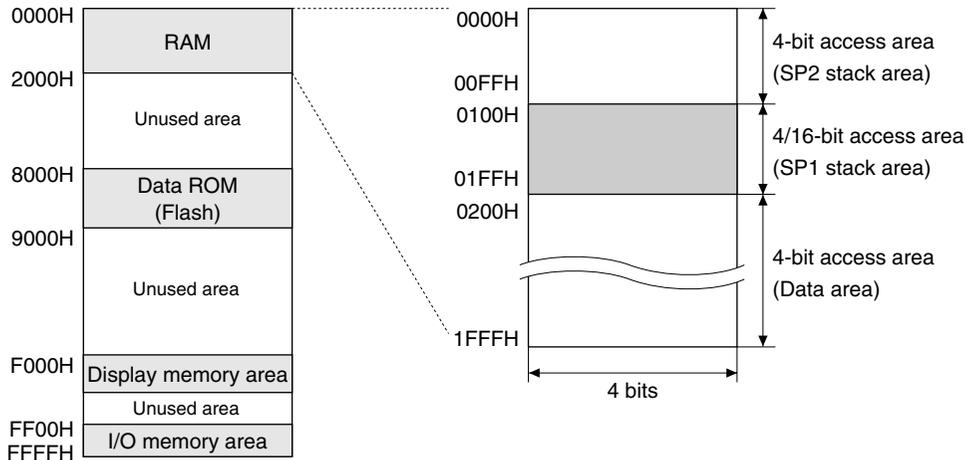 0000H
RAM
2000H
Unused area
8000H
Data ROM
(Flash)
9000H
Unused area
F000H
Display memory area
Unused area
FF00H
I/O memory area
FFFFH
0000H
4-bit access area
(SP2 stack area)
00FFH
0100H
4/16-bit access area
(SP1 stack area)
01FFH
0200H
4-bit access area
(Data area)
1FFFH
4 bits